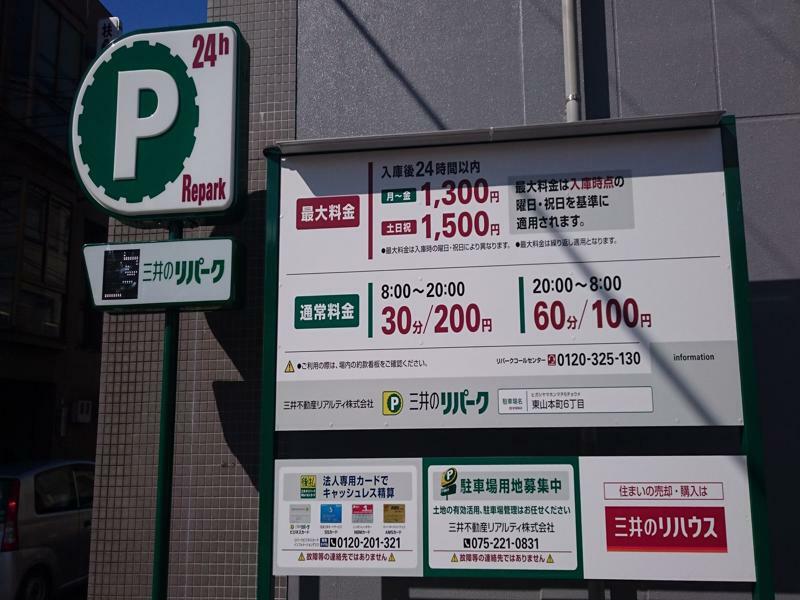 24h
P
Repark
三井のリパーク
入庫後24時間以内
最大料金
月～金 1,300円
土日祝 1,500円
最大料金は入庫時点の
曜日・祝日を基準に
適用されます。
●最大料金は入庫時の曜日・祝日により異なります。 ●最大料金は繰り返し適用となります。
通常料金
8:00～20:00
30分/200円
20:00～8:00
60分/100円
●ご利用の際は、場内の約款看板をご確認ください。
リパークコールセンター 0120-325-130
information
三井不動産リアルティ株式会社
P 三井のリパーク
駐車場名
ヒガシヤマホンマチ6チョウメ
東山本町6丁目
法人専用カードで
キャッシュレス精算
0120-201-321
故障等の連絡先ではありません
駐車場用地募集中
土地の有効活用、駐車場管理はお任せください
三井不動産リアルティ株式会社
075-221-0831
故障等の連絡先ではありません
住まいの売却・購入は
三井のリハウス